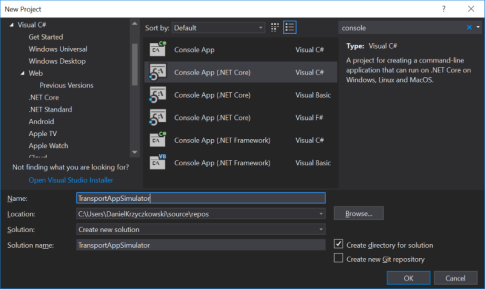 New Project
Visual C#
Get Started
Windows Universal
Windows Desktop
Web
Previous Versions
.NET Core
.NET Standard
Android
Apple TV
Apple Watch
Cloud
Not finding what you are looking for?
Open Visual Studio Installer
Sort by: Default
Console App Visual C#
Console App (.NET Core) Visual C#
Console App (.NET Core) Visual Basic
Console App (.NET Core) Visual F#
Console App (.NET Framework) Visual C#
Console App (.NET Framework) Visual Basic
console
Type: Visual C#
A project for creating a command-line
application that can run on .NET Core on
Windows, Linux and MacOS.
Name: TransportAppSimulator
Location: C:\Users\DanielKrzyczkowski\source\repos
Browse...
Solution: Create new solution
Solution name: TransportAppSimulator
Create directory for solution
Create new Git repository
OK Cancel